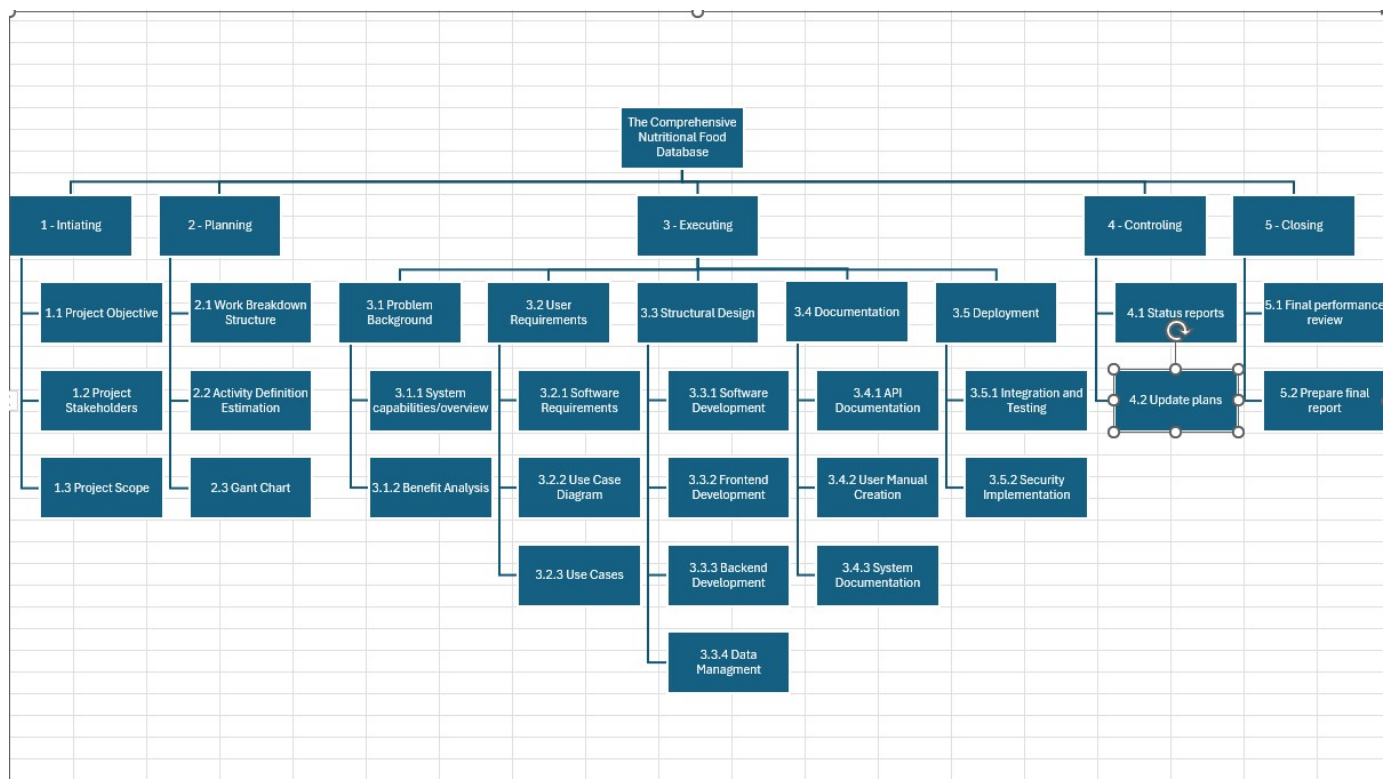 The Comprehensive
Nutritional Food
Database
1 - Intiating
2 - Planning
3 - Executing
4 - Controling
5 - Closing
1.1 Project Objective
1.2 Project
Stakeholders
1.3 Project Scope
2.1 Work Breakdown
Structure
2.2 Activity Definition
Estimation
2.3 Gant Chart
3.1 Problem
Background
3.1.1 System
capabilities/overview
3.1.2 Benefit Analysis
3.2 User
Requirements
3.2.1 Software
Requirements
3.2.2 Use Case
Diagram
3.2.3 Use Cases
3.3 Structural Design
3.3.1 Software
Development
3.3.2 Frontend
Development
3.3.3 Backend
Development
3.3.4 Data
Managment
3.4 Documentation
3.4.1 API
Documentation
3.4.2 User Manual
Creation
3.4.3 System
Documentation
3.5 Deployment
3.5.1 Integration and
Testing
3.5.2 Security
Implementation
4.1 Status reports
4.2 Update plans
5.1 Final performance
review
5.2 Prepare final
report